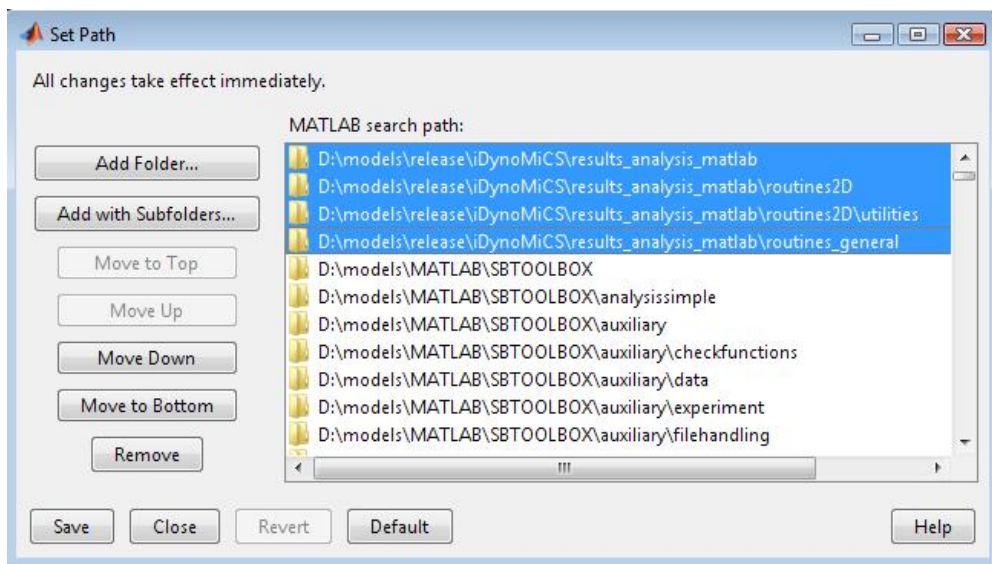 Set Path
All changes take effect immediately.
MATLAB search path:
Add Folder...
Add with Subfolders...
Move to Top
Move Up
Move Down
Move to Bottom
Remove
D:\models\release\iDynoMiCS\results_analysis_matlab
D:\models\release\iDynoMiCS\results_analysis_matlab\routines2D
D:\models\release\iDynoMiCS\results_analysis_matlab\routines2D\utilities
D:\models\release\iDynoMiCS\results_analysis_matlab\routines_general
D:\models\MATLAB\SBTOOLBOX
D:\models\MATLAB\SBTOOLBOX\analysissimple
D:\models\MATLAB\SBTOOLBOX\auxiliary
D:\models\MATLAB\SBTOOLBOX\auxiliary\checkfunctions
D:\models\MATLAB\SBTOOLBOX\auxiliary\data
D:\models\MATLAB\SBTOOLBOX\auxiliary\experiment
D:\models\MATLAB\SBTOOLBOX\auxiliary\filehandling
Save Close Revert Default Help